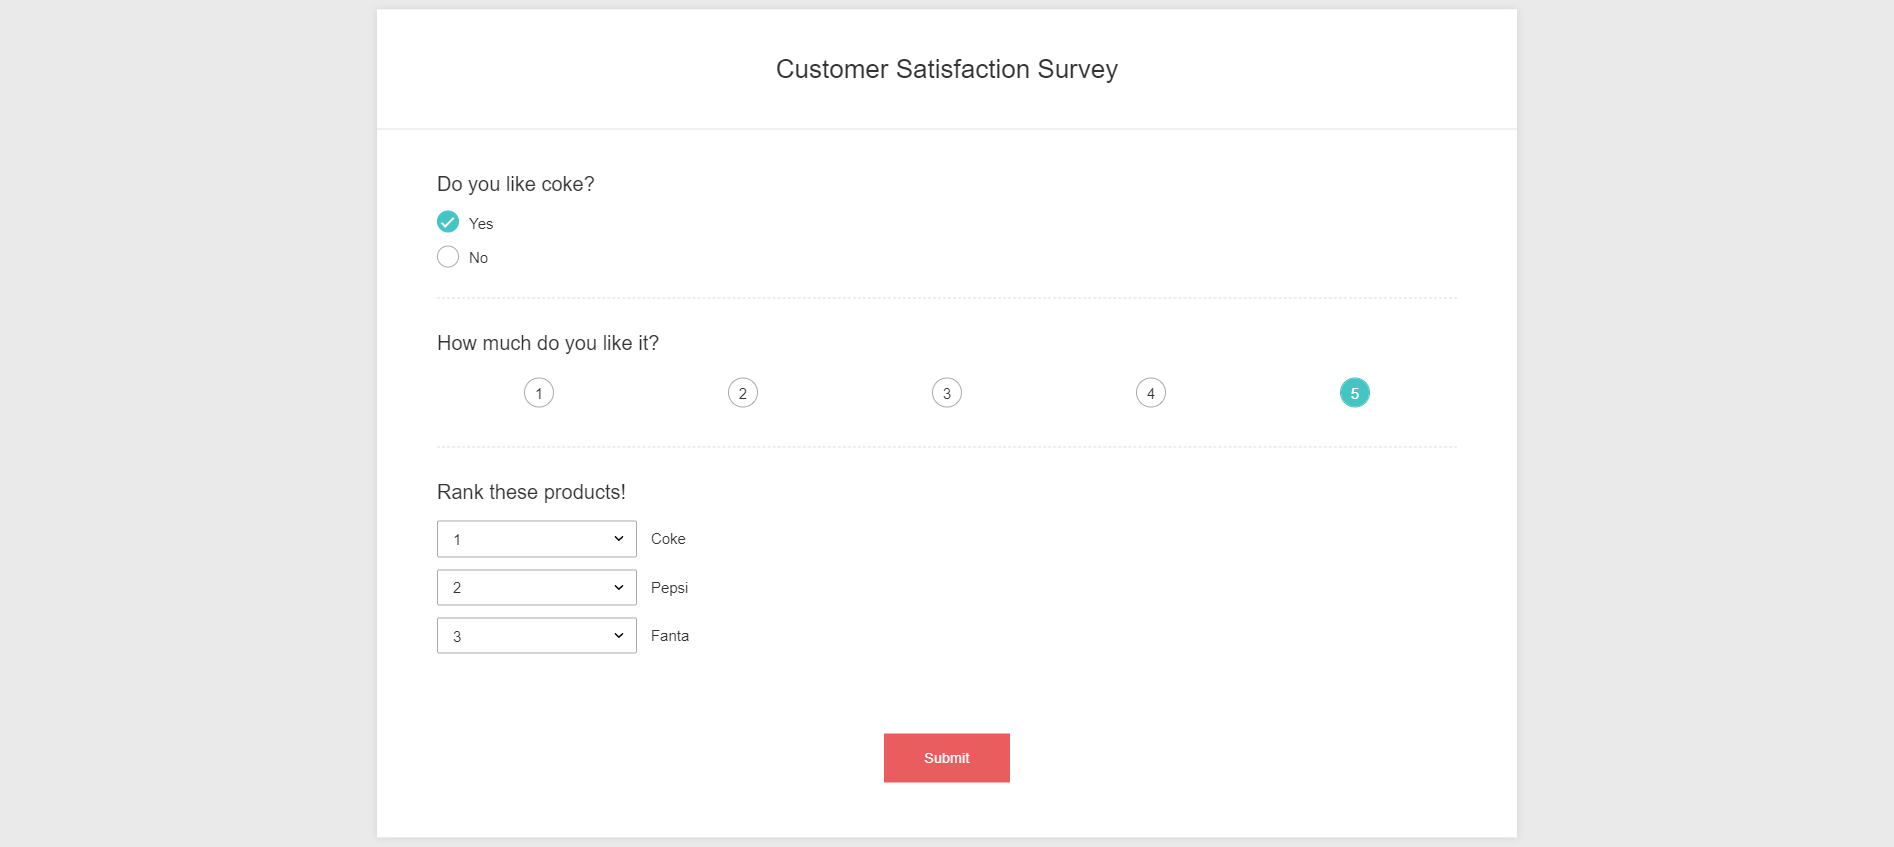 Customer Satisfaction Survey
Do you like coke?
Yes
No
How much do you like it?
1 2 3 4 5
Rank these products!
1 Coke
2 Pepsi
3 Fanta
Submit